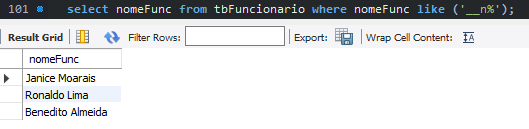 101 select nomeFunc from tbFuncionario where nomeFunc like ('__n%');
Result Grid Filter Rows: Export: Wrap Cell Content: IA
nomeFunc
Janice Moarais
Ronaldo Lima
Benedito Almeida